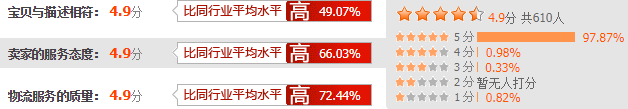 宝贝与描述相符： 4.9分 比同行业平均水平 高 49.07%
卖家的服务态度： 4.9分 比同行业平均水平 高 66.03%
物流服务的质量： 4.9分 比同行业平均水平 高 72.44%
4.9分 共610人
5分 97.87%
4分 0.98%
3分 0.33%
2分 暂无人打分
1分 0.82%